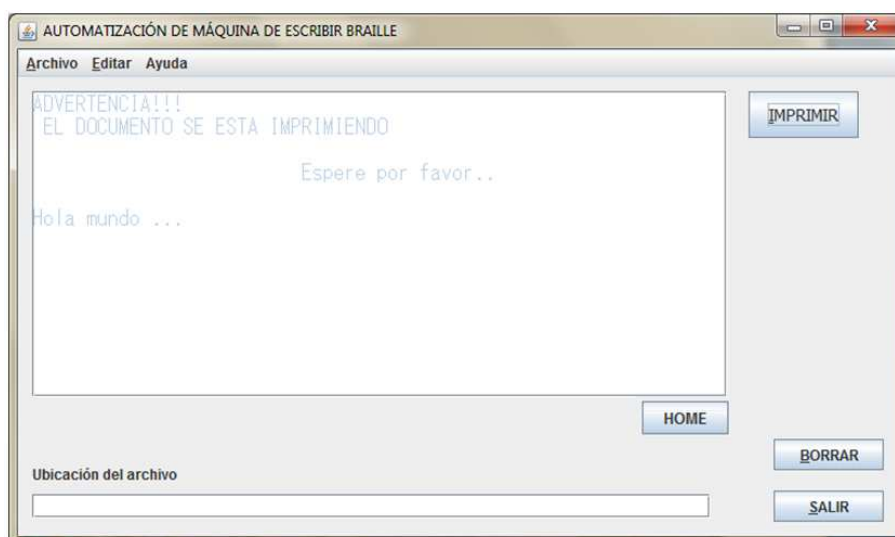 AUTOMATIZACIÓN DE MÁQUINA DE ESCRIBIR BRAILLE
Archivo Editar Ayuda
ADVERTENCIA!!!
EL DOCUMENTO SE ESTA IMPRIMIENDO
Espere por favor..
Hola mundo ...
IMPRIMIR
HOME
BORRAR
Ubicación del archivo
SALIR